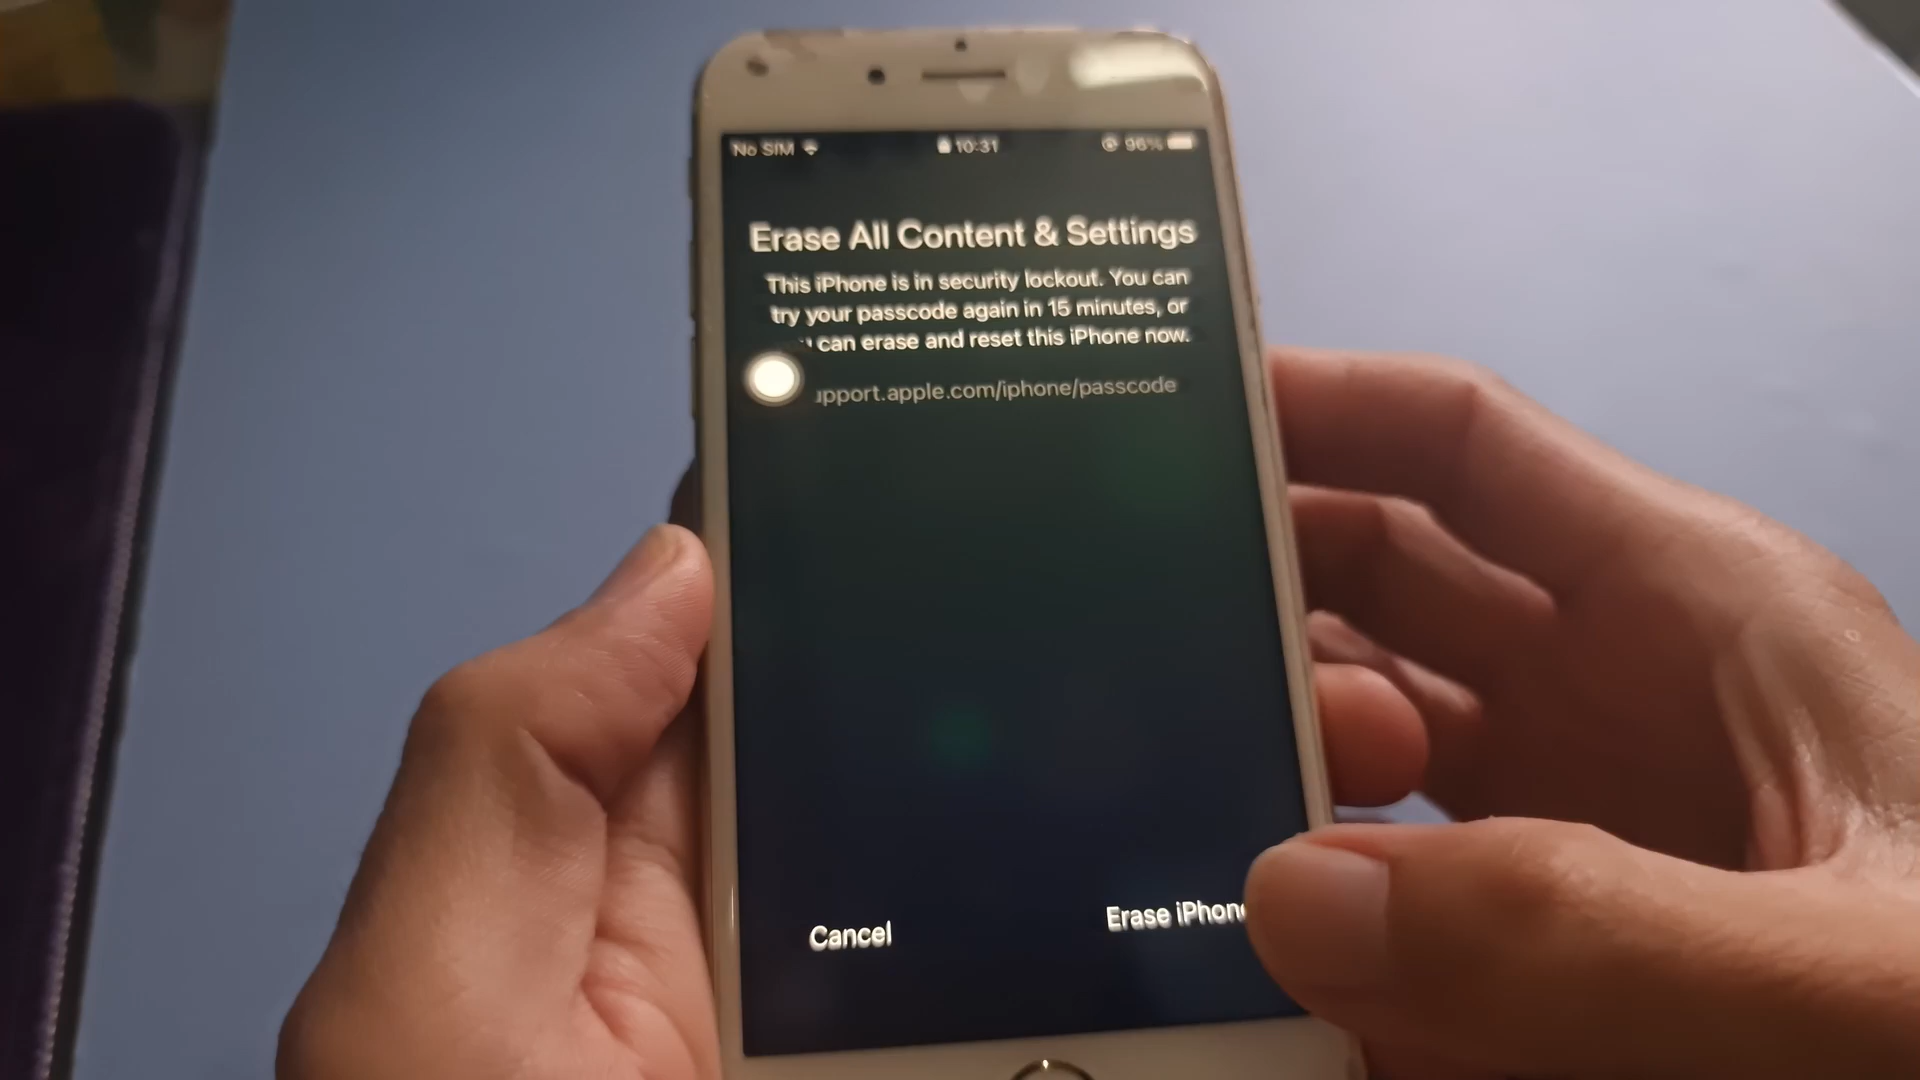 No SIM 10:31 96%
Erase All Content & Settings
This iPhone is in security lockout. You can
try your passcode again in 15 minutes, or
can erase and reset this iPhone now.
upport.apple.com/iphone/passcode
Cancel Erase iPhone